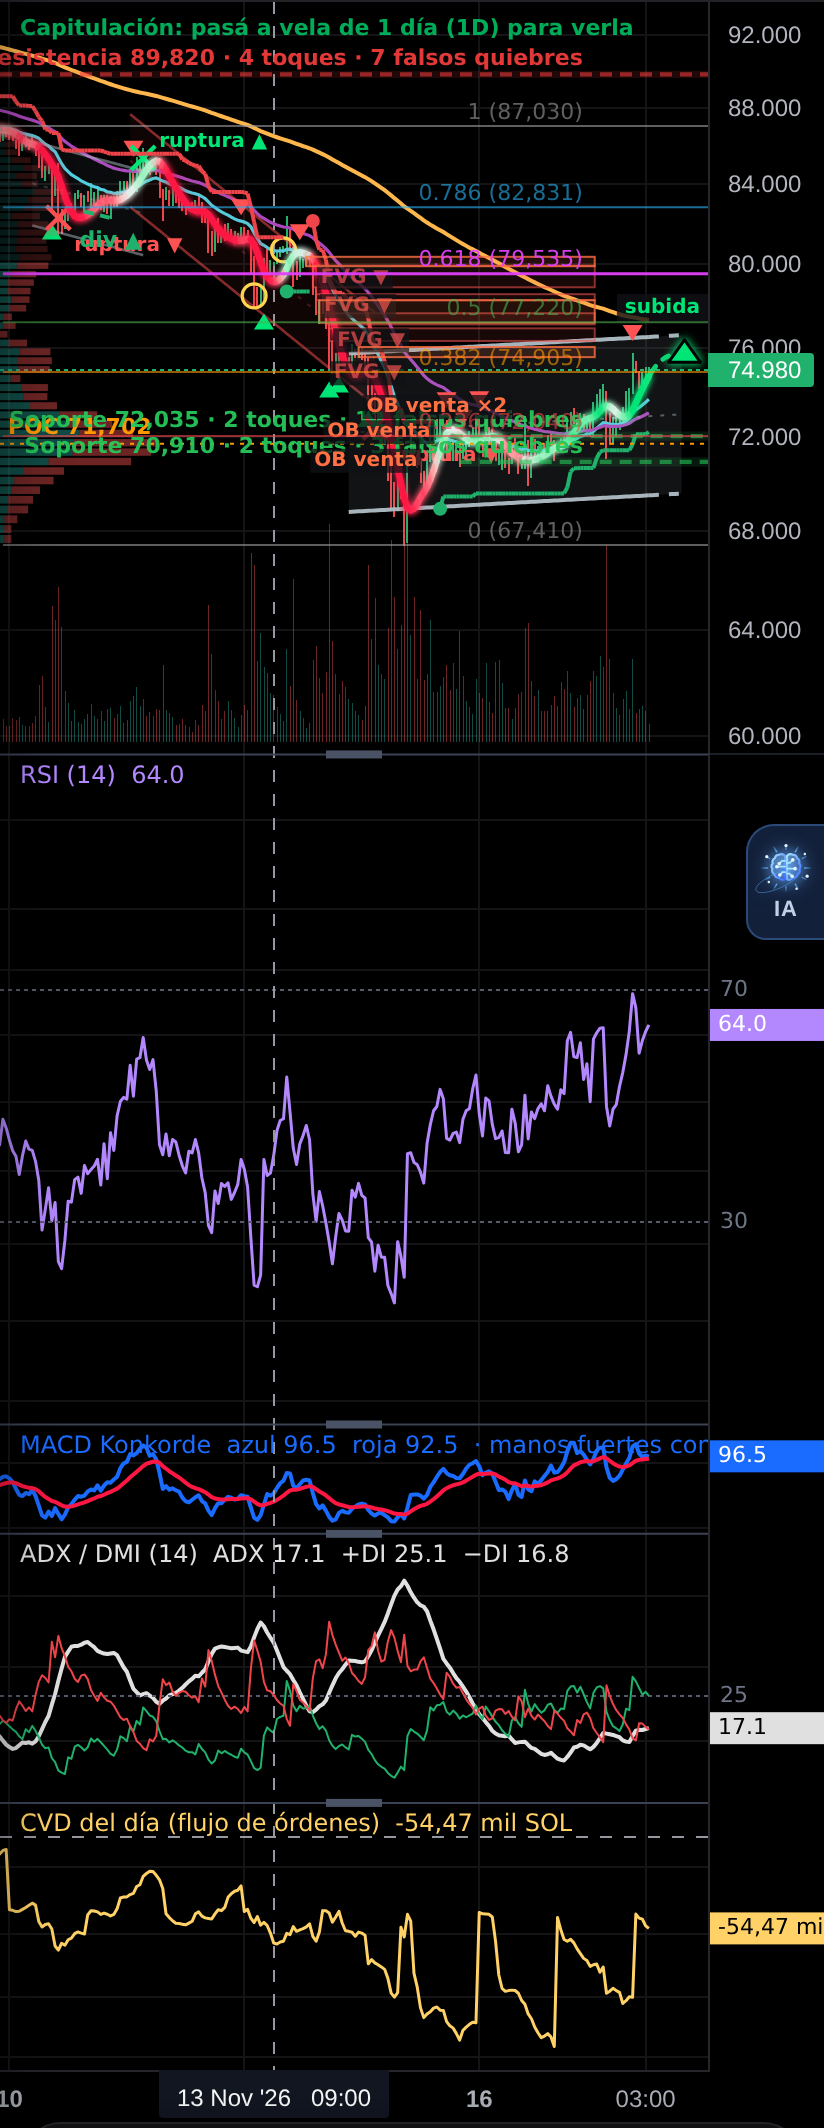 Capitulación: pasá a vela de 1 día (1D) para verla
92.000
esistencia 89,820 · 4 toques · 7 falsos quiebres
1 (87,030)
88.000
ruptura ▲
0.786 (82,831)
84.000
div ▲
ruptura ▼
0.618 (79,535)
80.000
FVG ▼
FVG ▼
0.5 (77,220)
subida
FVG ▼
76.000
0.382 (74,905)
FVG ▼
74.980
OB venta ×2
Soporte 72,035 · 2 toques ·
quiebres
POC 71,702
OB venta
72.000
Soporte 70,910 · 2 toques ·
quiebres
OB venta
0 (67,410)
68.000
64.000
60.000
RSI (14) 64.0
IA
70
64.0
30
MACD Konkorde azul 96.5 roja 92.5 · manos fuertes cor
96.5
ADX / DMI (14) ADX 17.1 +DI 25.1 −DI 16.8
25
17.1
CVD del día (flujo de órdenes) -54,47 mil SOL
-54,47 mi
10
13 Nov '26 09:00
16
03:00